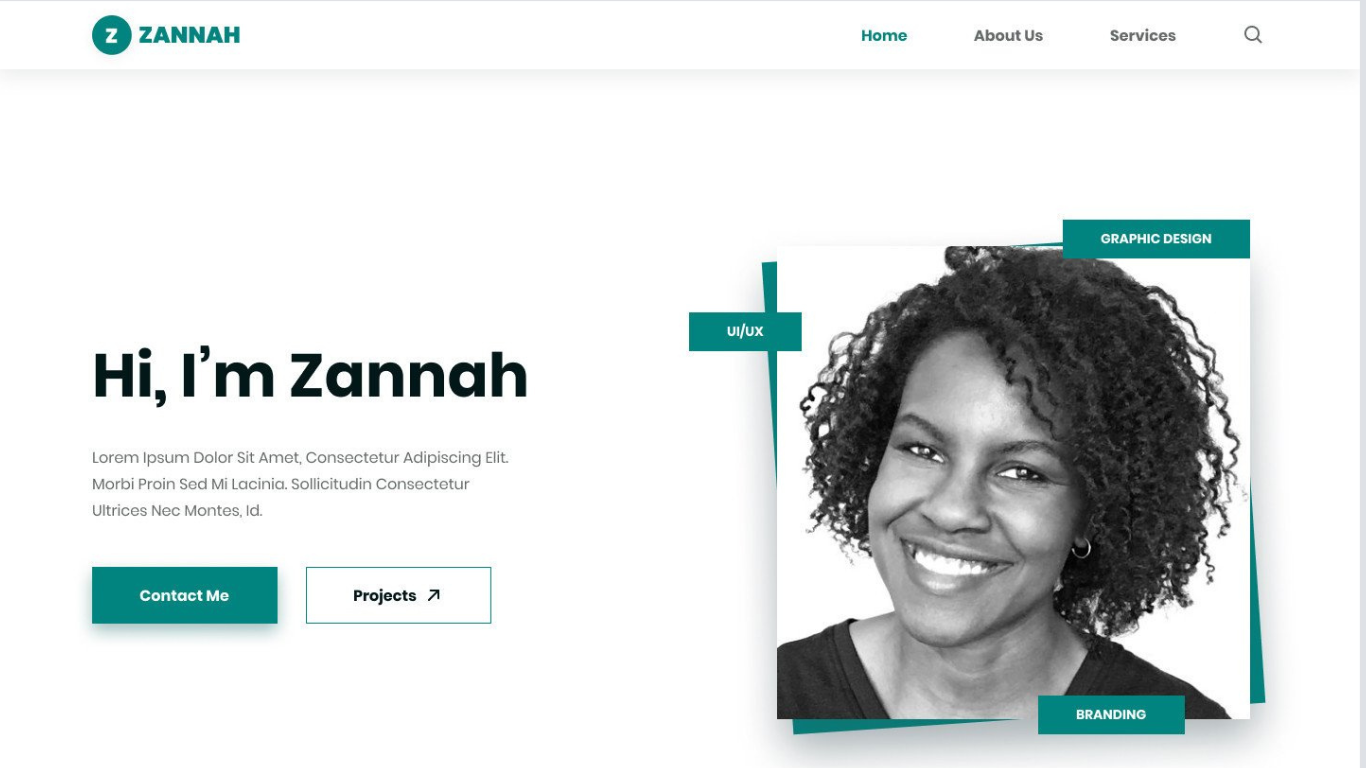 Z ZANNAH
Home About Us Services
GRAPHIC DESIGN
UI/UX
Hi, I’m Zannah
Lorem Ipsum Dolor Sit Amet, Consectetur Adipiscing Elit.
Morbi Proin Sed Mi Lacinia. Sollicitudin Consectetur
Ultrices Nec Montes, Id.
Contact Me
Projects
BRANDING